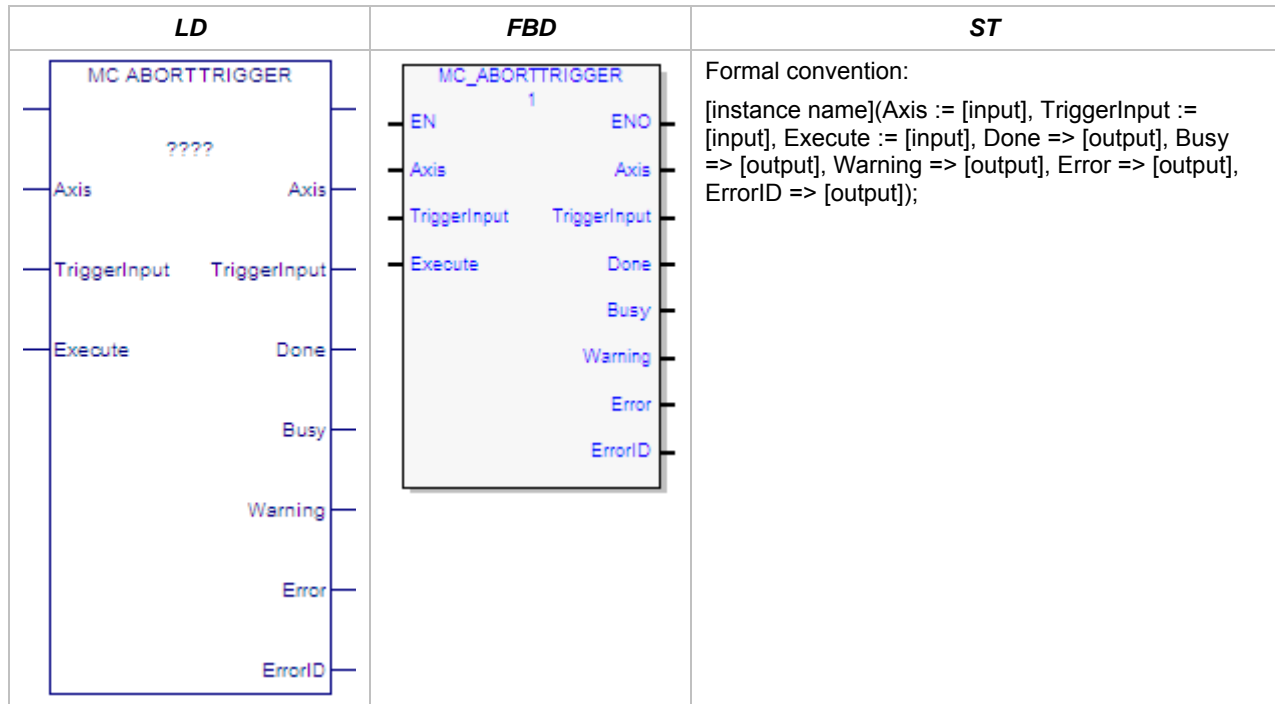 LD
FBD
ST
MC ABORTTRIGGER
????
Axis
Axis
TriggerInput
TriggerInput
Execute
Done
Busy
Warning
Error
ErrorID
MC_ABORTTRIGGER
1
EN
ENO
Axis
Axis
TriggerInput
TriggerInput
Execute
Done
Busy
Warning
Error
ErrorID
Formal convention:
[instance name](Axis := [input], TriggerInput :=
[input], Execute := [input], Done => [output], Busy
=> [output], Warning => [output], Error => [output],
ErrorID => [output]);